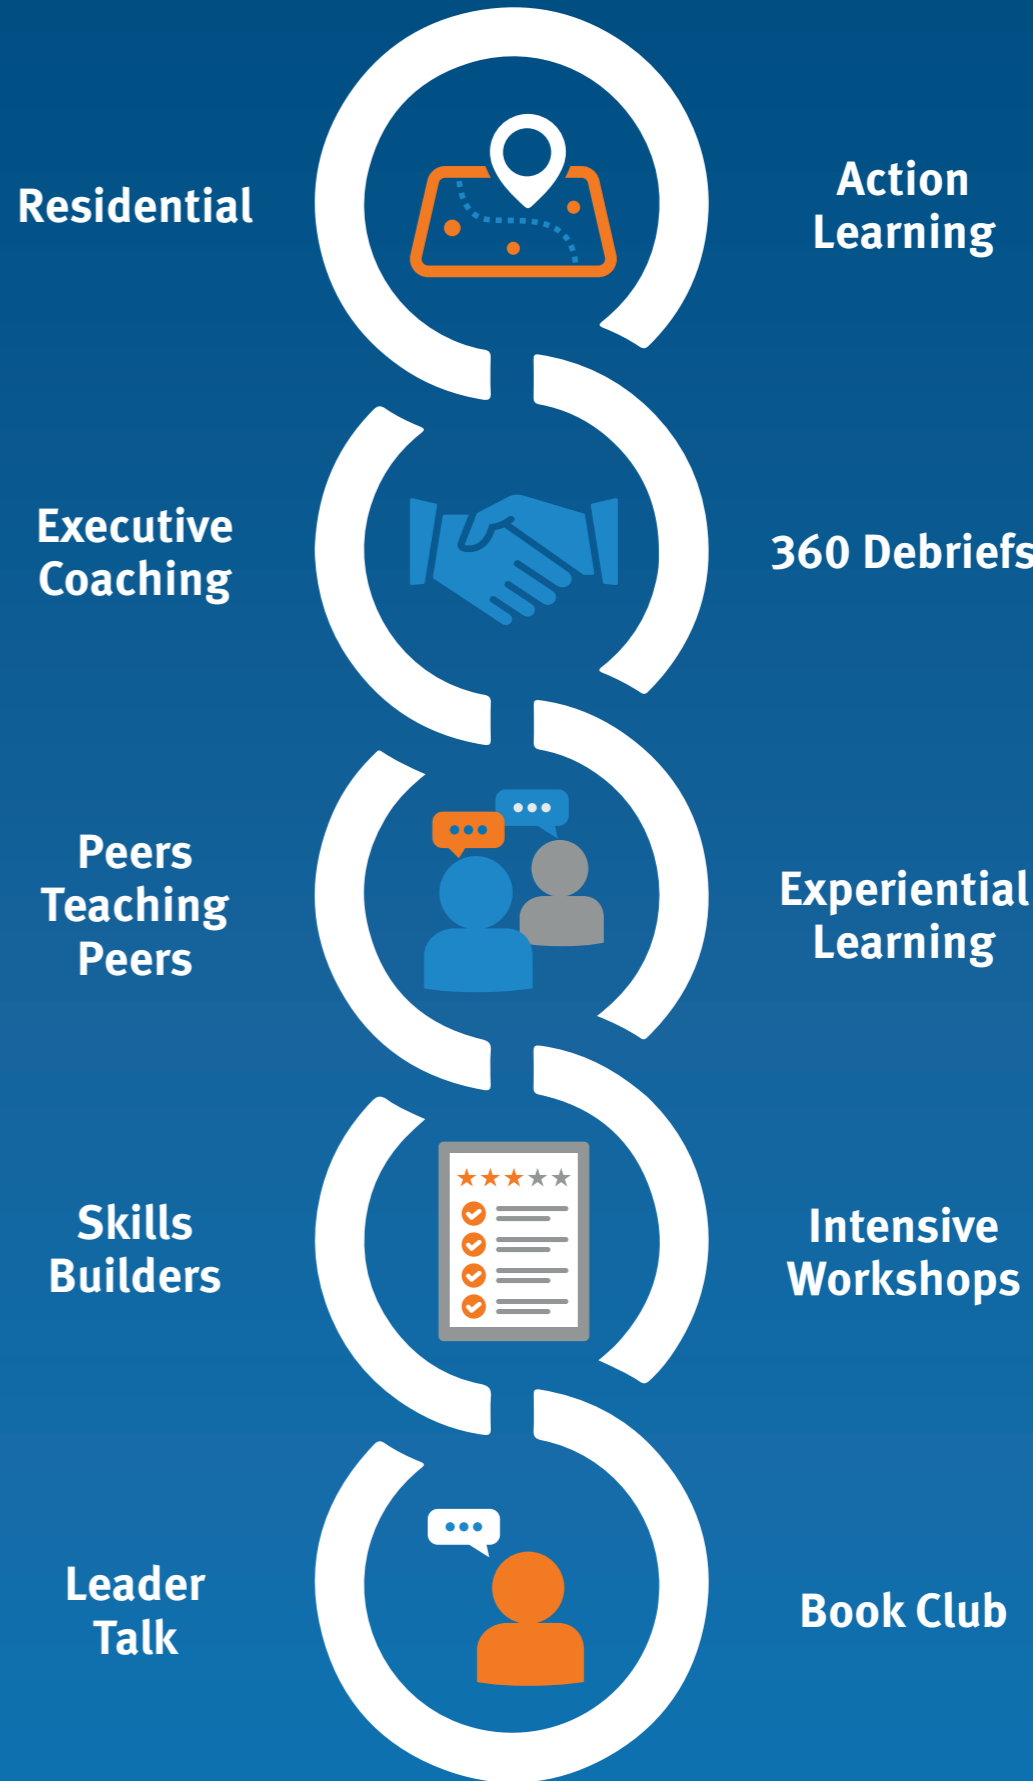 Residential
Action
Learning
Executive
Coaching
360 Debriefs
Peers
Teaching
Peers
Experiential
Learning
Skills
Builders
Intensive
Workshops
Leader
Talk
Book Club